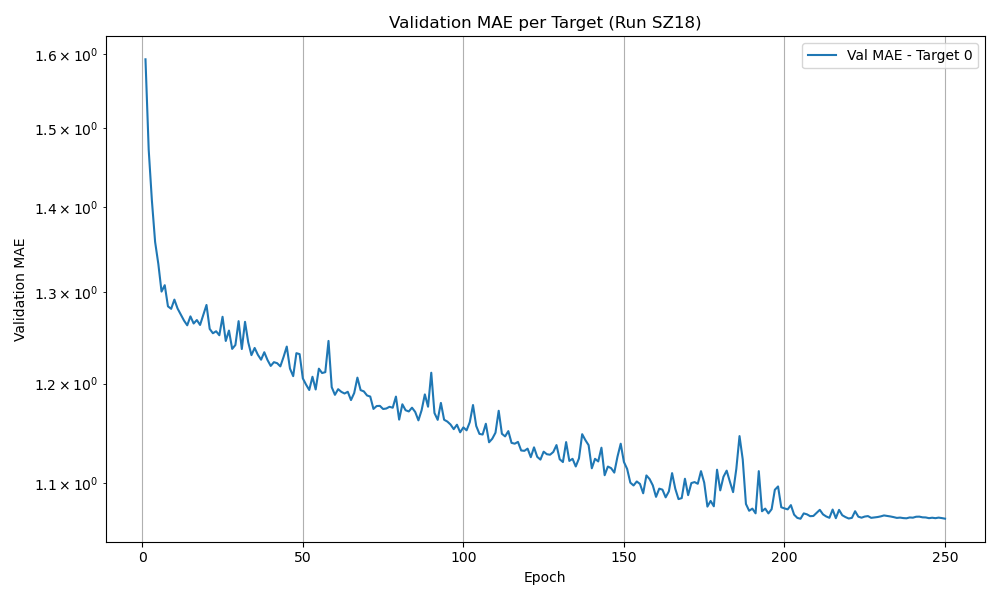 Validation MAE per Target (Run SZ18)
Val MAE - Target 0
1.6 × 10⁰
1.5 × 10⁰
1.4 × 10⁰
1.3 × 10⁰
1.2 × 10⁰
1.1 × 10⁰
Validation MAE
0 50 100 150 200 250
Epoch